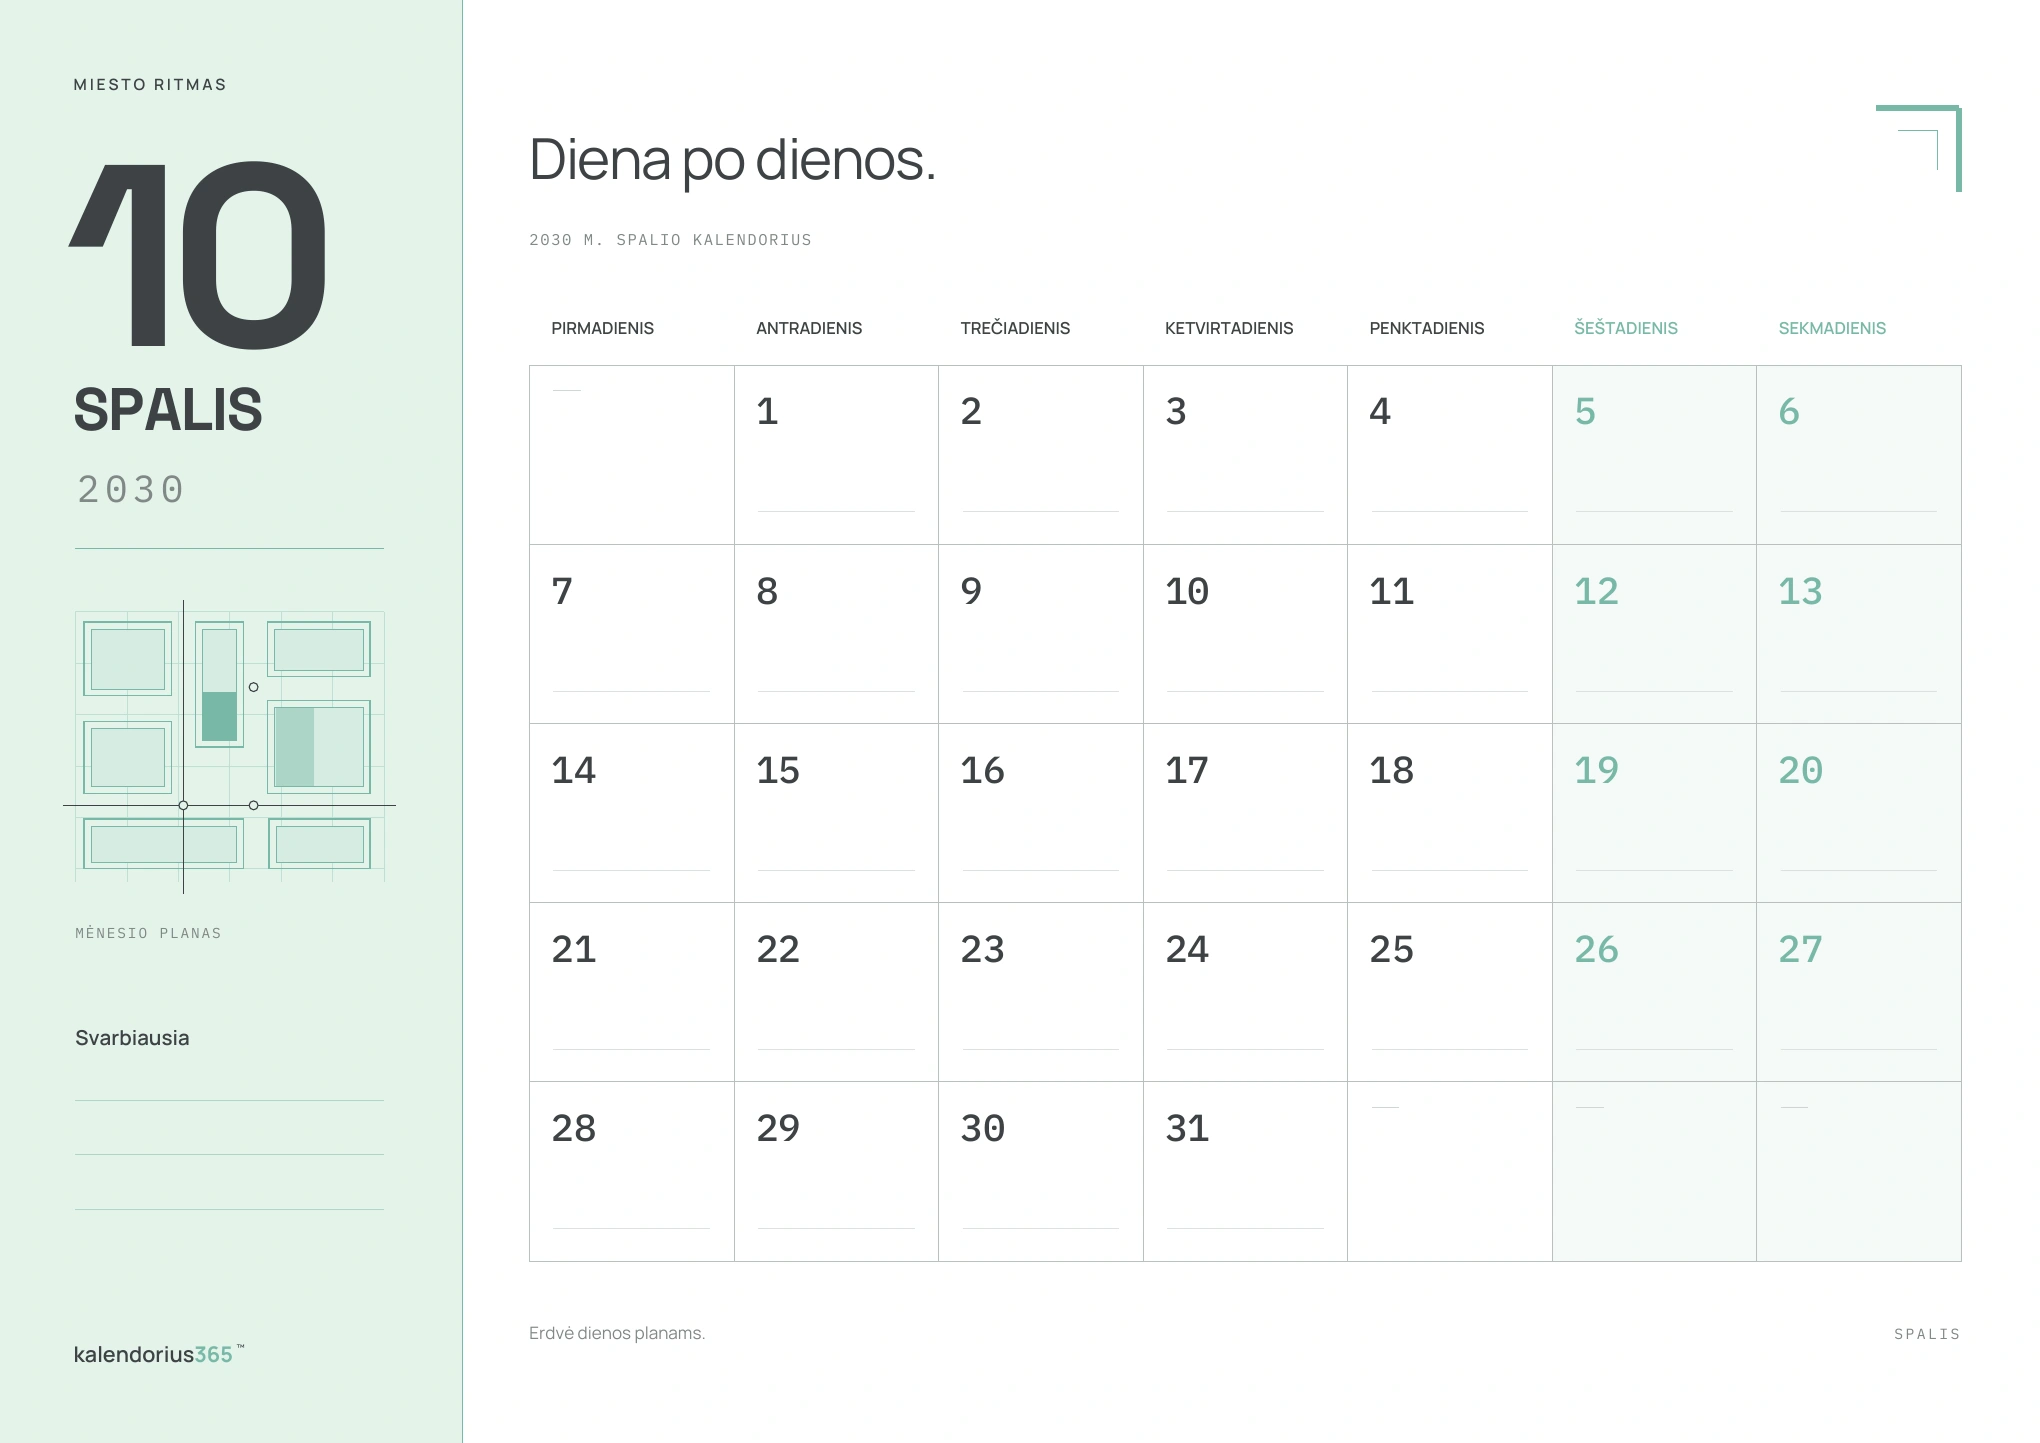 MIESTO RITMAS
10
SPALIS
2030
MĖNESIO PLANAS
Svarbiausia
kalendorius365™
Diena po dienos.
2030 M. SPALIO KALENDORIUS
PIRMADIENIS ANTRADIENIS TREČIADIENIS KETVIRTADIENIS PENKTADIENIS ŠEŠTADIENIS SEKMADIENIS
1 2 3 4 5 6
7 8 9 10 11 12 13
14 15 16 17 18 19 20
21 22 23 24 25 26 27
28 29 30 31
Erdvė dienos planams.
SPALIS